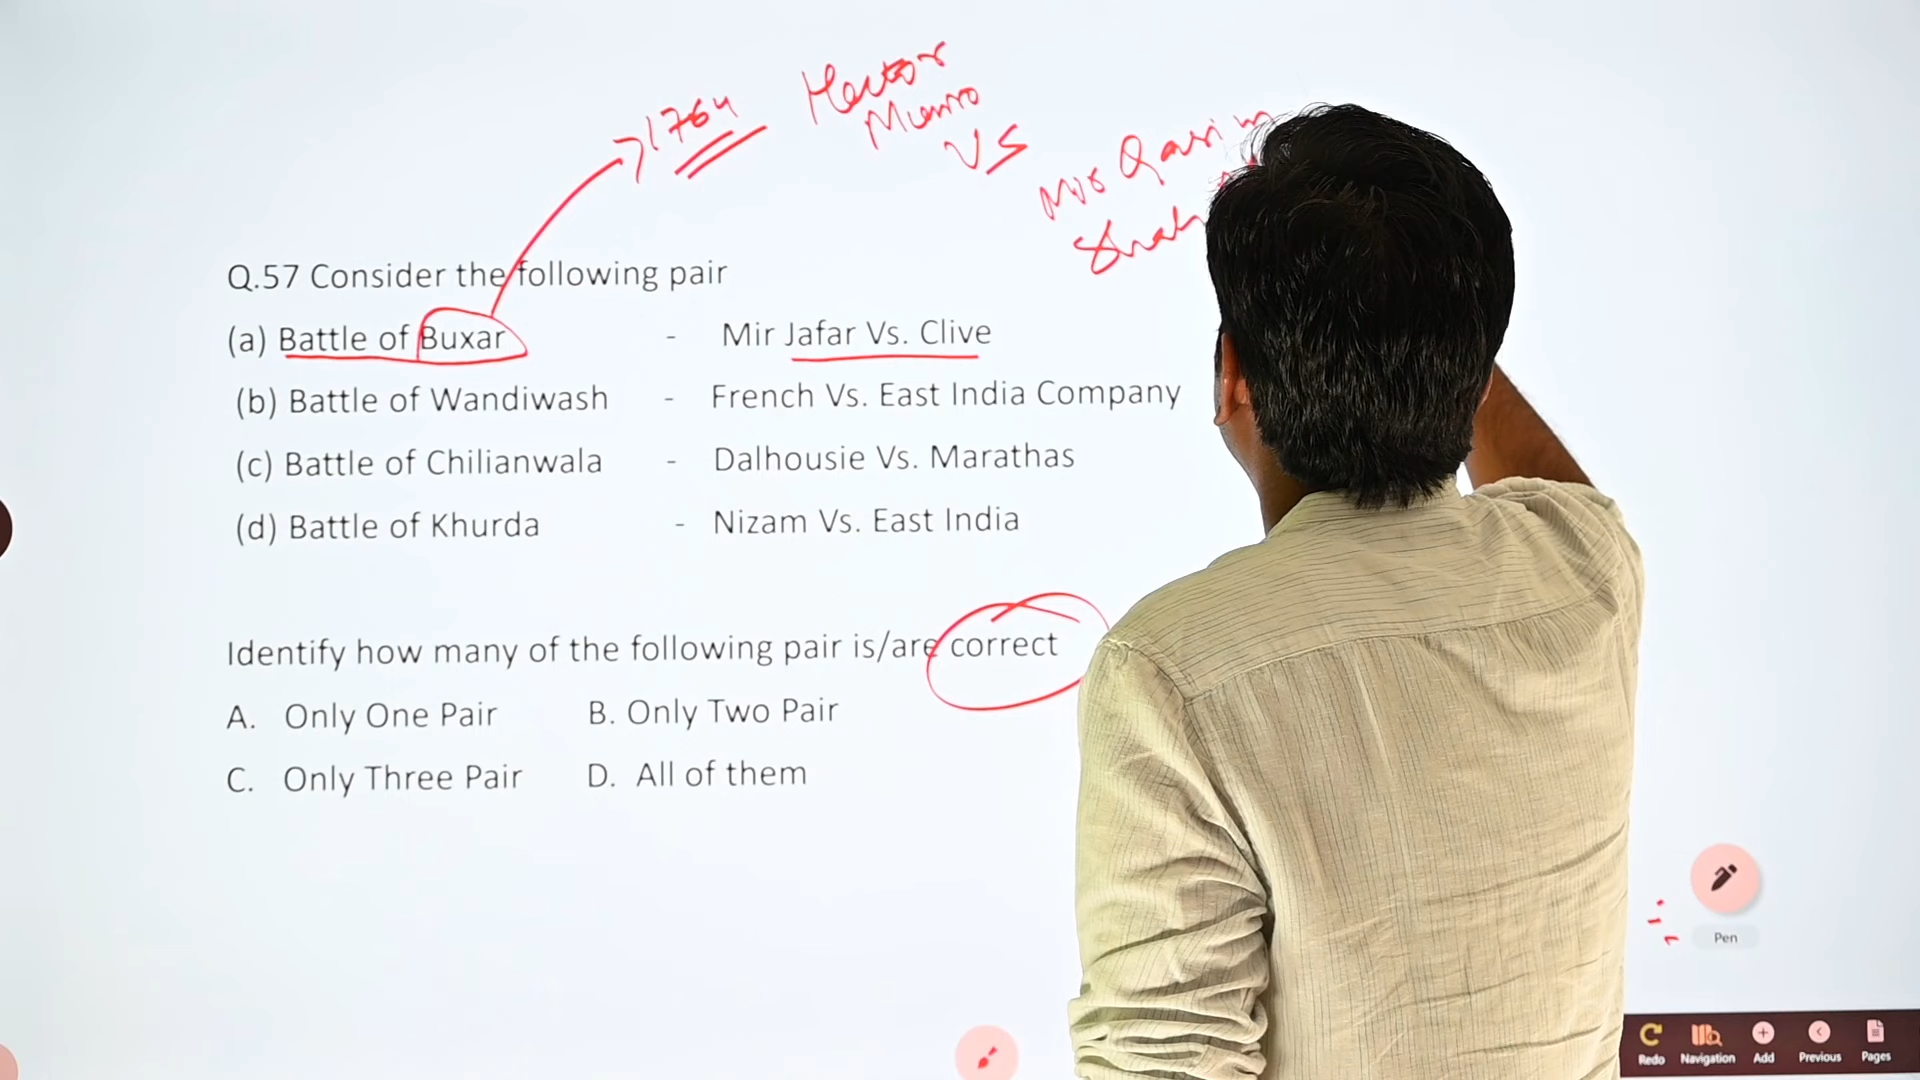 1764 Hector
Munro
VS
Mir Qasim
Shah
Q.57 Consider the following pair
(a) Battle of Buxar - Mir Jafar Vs. Clive
(b) Battle of Wandiwash - French Vs. East India Company
(c) Battle of Chilianwala - Dalhousie Vs. Marathas
(d) Battle of Khurda - Nizam Vs. East India
Identify how many of the following pair is/are correct
A. Only One Pair B. Only Two Pair
C. Only Three Pair D. All of them
Pen
Redo Navigation Add Previous Pages